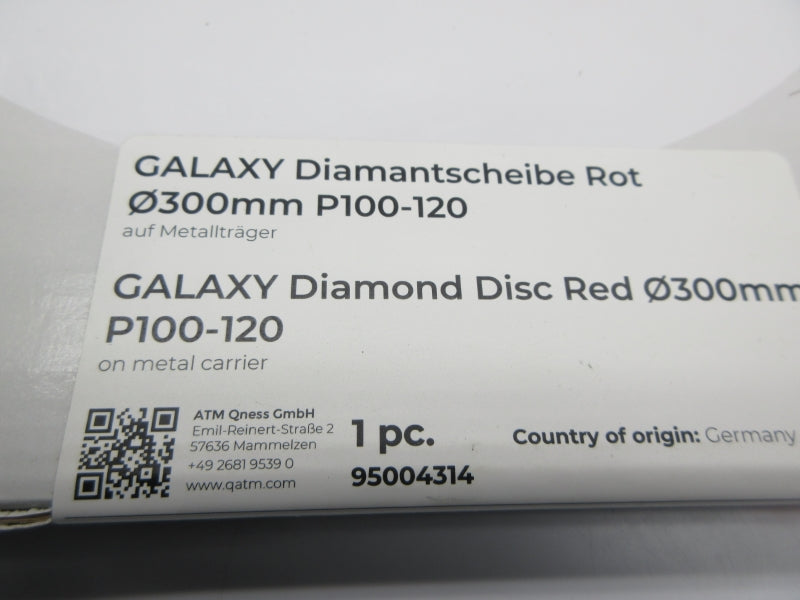 GALAXY Diamantscheibe Rot
Ø300mm P100-120
auf Metallträger
GALAXY Diamond Disc Red Ø300mm
P100-120
on metal carrier
ATM Qness GmbH
Emil-Reinert-Straße 2
57636 Mammelzen
+49 2681 9539 0
www.qatm.com
1 pc.
95004314
Country of origin: Germany